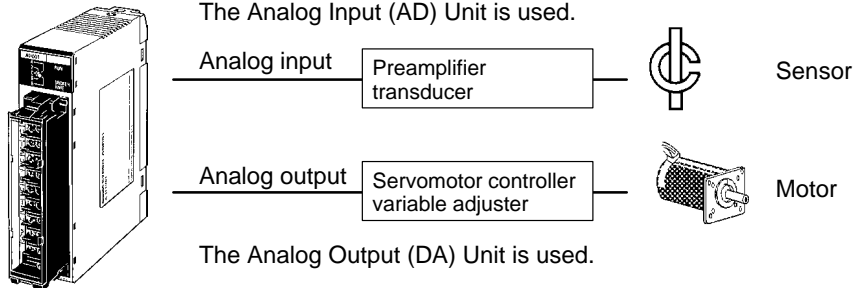 The Analog Input (AD) Unit is used.
Analog input
Preamplifier
transducer
Sensor
Analog output
Servomotor controller
variable adjuster
Motor
The Analog Output (DA) Unit is used.